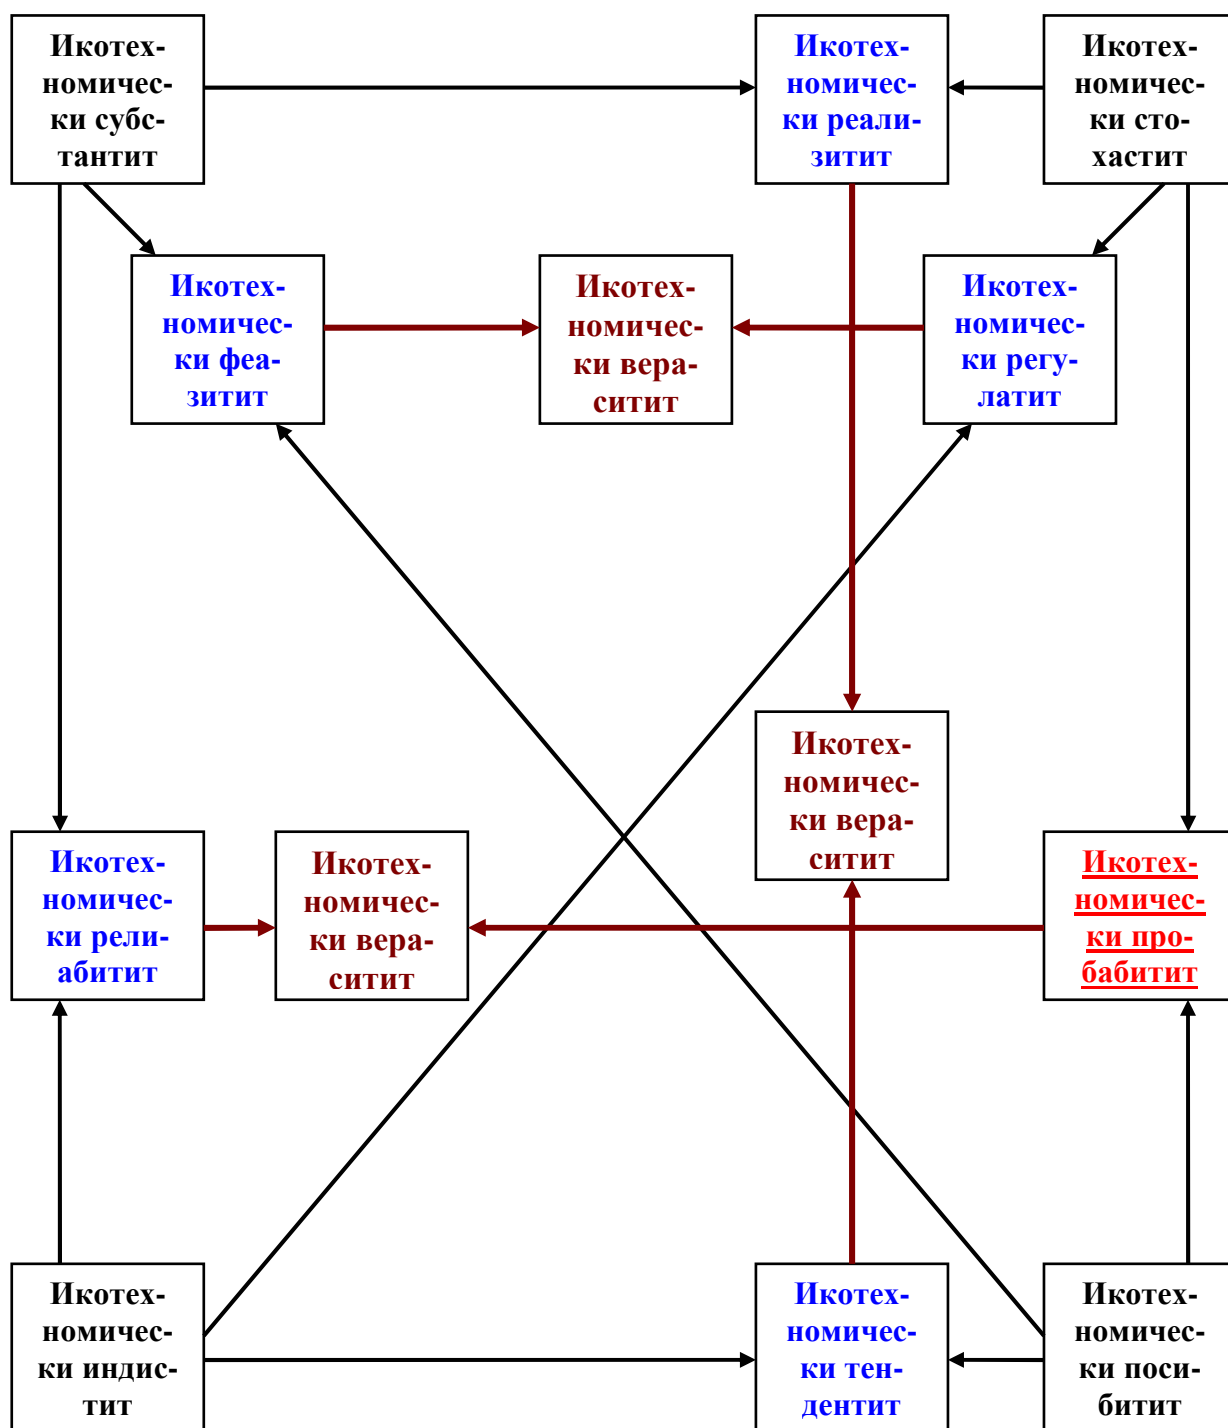 Икотех-
номичес-
ки субс-
тантит
Икотех-
номичес-
ки реали-
зитит
Икотех-
номичес-
ки сто-
хастит
Икотех-
номичес-
ки феа-
зитит
Икотех-
номичес-
ки вера-
ситит
Икотех-
номичес-
ки регу-
латит
Икотех-
номичес-
ки вера-
ситит
Икотех-
номичес-
ки рели-
абитит
Икотех-
номичес-
ки вера-
ситит
Икотех-
номичес-
ки про-
бабитит
Икотех-
номичес-
ки индис-
тит
Икотех-
номичес-
ки тен-
дентит
Икотех-
номичес-
ки поси-
битит